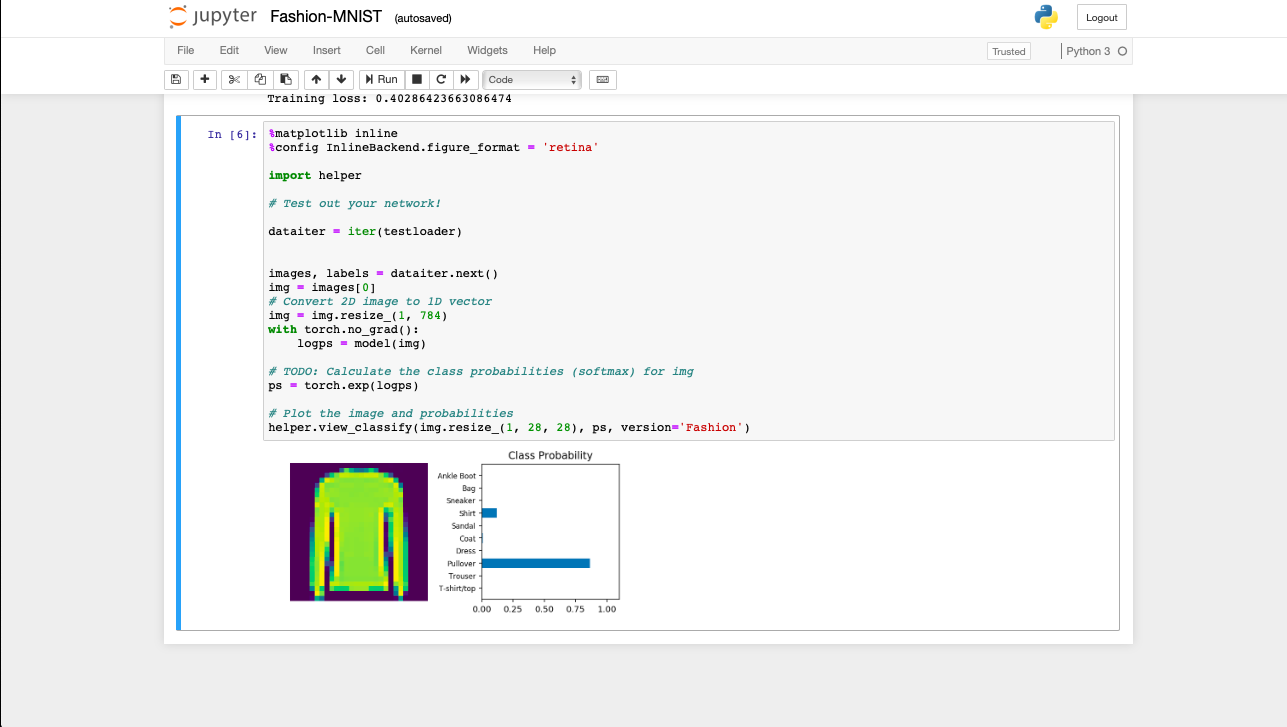 jupyter Fashion-MNIST (autosaved)
Logout
File Edit View Insert Cell Kernel Widgets Help
Trusted
Python 3
Run
Code
Training loss: 0.40286423663086474
In [6]:
%matplotlib inline
%config InlineBackend.figure_format = 'retina'
import helper
# Test out your network!
dataiter = iter(testloader)
images, labels = dataiter.next()
img = images[0]
# Convert 2D image to 1D vector
img = img.resize_(1, 784)
with torch.no_grad():
    logps = model(img)
# TODO: Calculate the class probabilities (softmax) for img
ps = torch.exp(logps)
# Plot the image and probabilities
helper.view_classify(img.resize_(1, 28, 28), ps, version='Fashion')
Class Probability
Ankle Boot
Bag
Sneaker
Shirt
Sandal
Coat
Dress
Pullover
Trouser
T-shirt/top
0.00 0.25 0.50 0.75 1.00